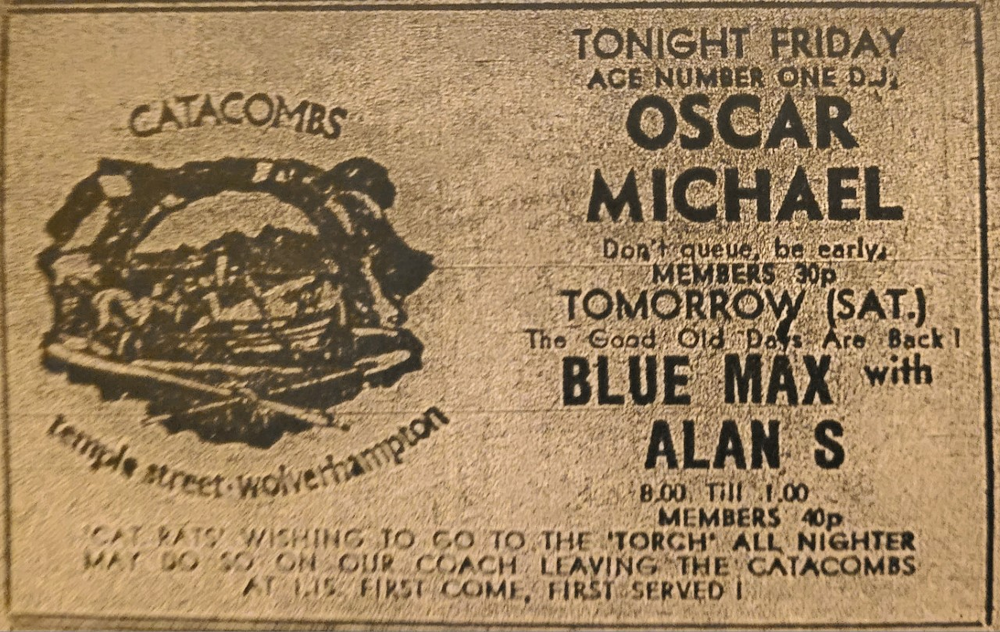 CATACOMBS
temple street·wolverhampton
TONIGHT FRIDAY
ACE NUMBER ONE D.J.
OSCAR
MICHAEL
Don't queue, be early.
MEMBERS 30p
TOMORROW (SAT.)
The Good Old Days Are Back!
BLUE MAX with
ALAN S
8.00 Till 1.00
MEMBERS 40p
'CAT RATS' WISHING TO GO TO THE 'TORCH' ALL NIGHTER
MAY DO SO ON OUR COACH LEAVING THE CATACOMBS
AT 1.15. FIRST COME, FIRST SERVED!